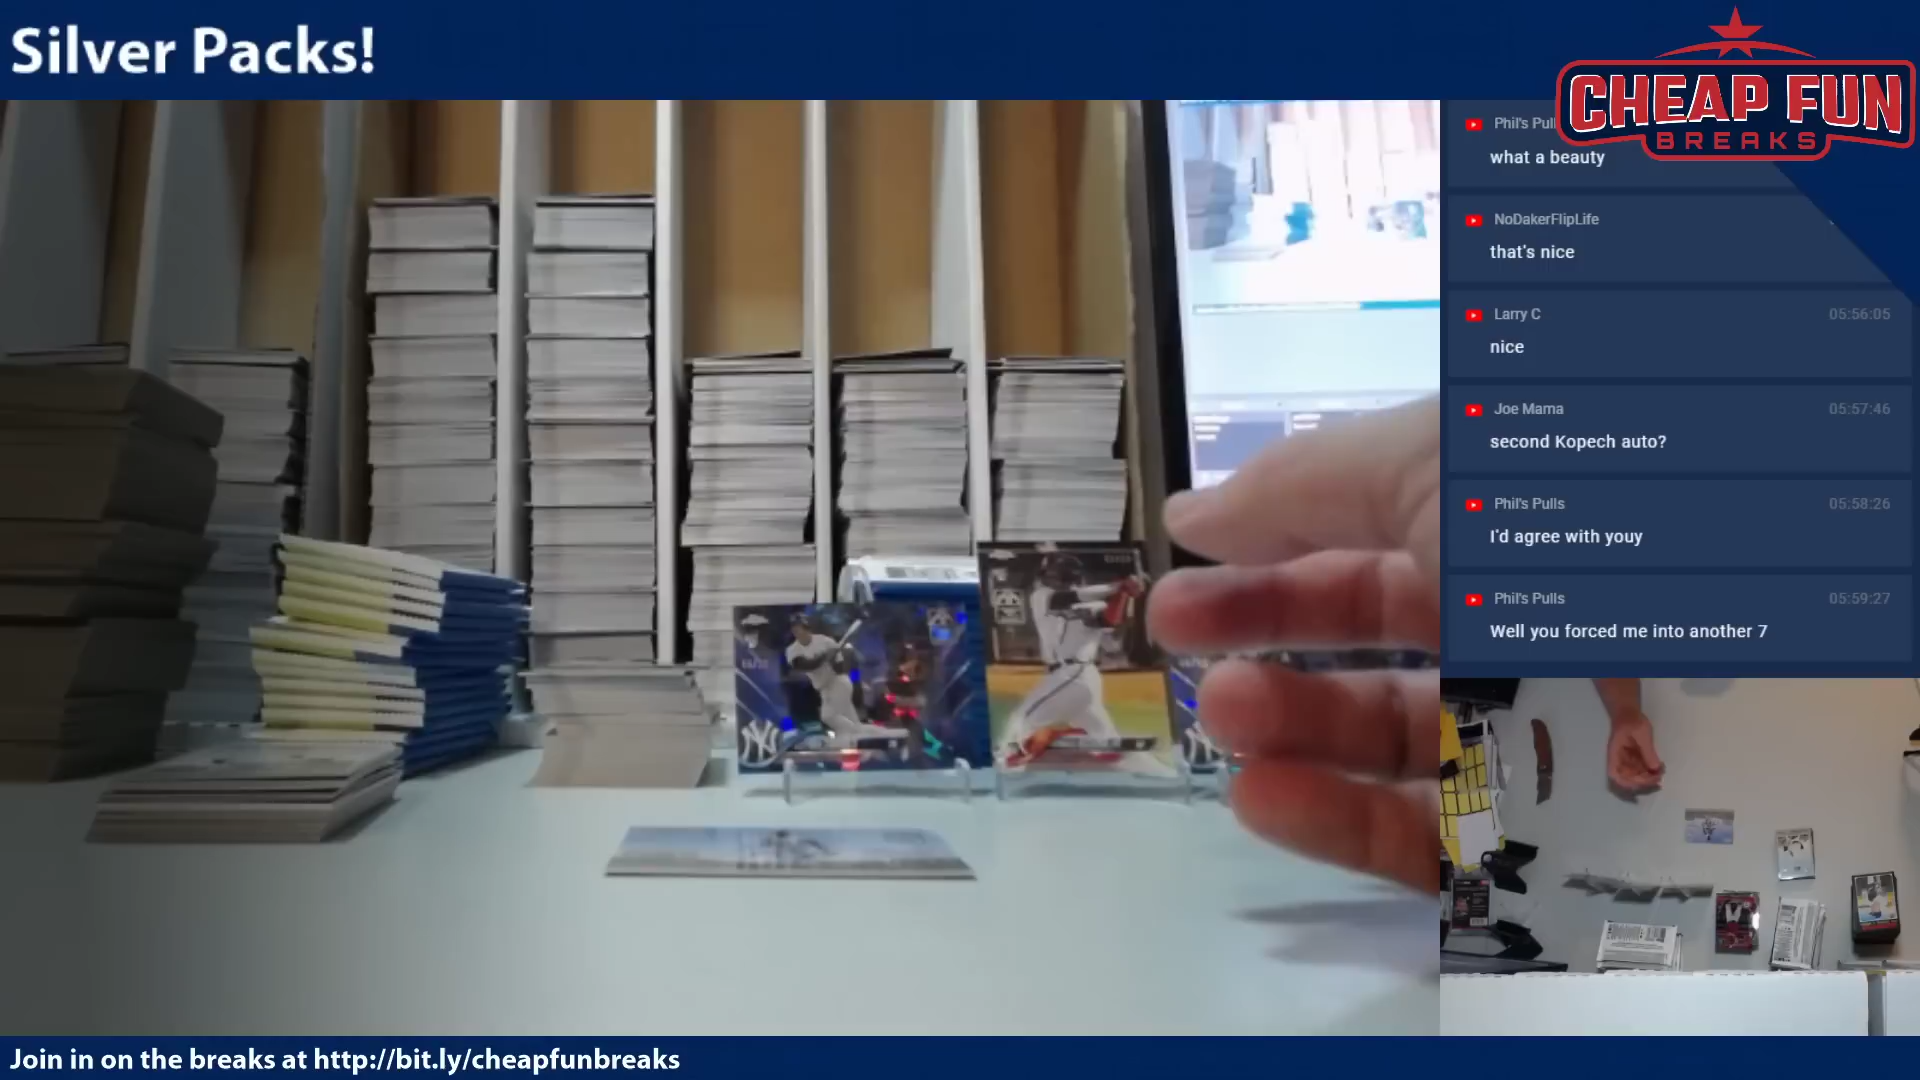 Silver Packs!
CHEAP FUN
BREAKS
Phil's Pull
what a beauty
NoDakerFlipLife
that's nice
Larry C 05:56:05
nice
Joe Mama 05:57:46
second Kopech auto?
Phil's Pulls 05:58:26
I'd agree with youy
Phil's Pulls 05:59:27
Well you forced me into another 7
Join in on the breaks at http://bit.ly/cheapfunbreaks